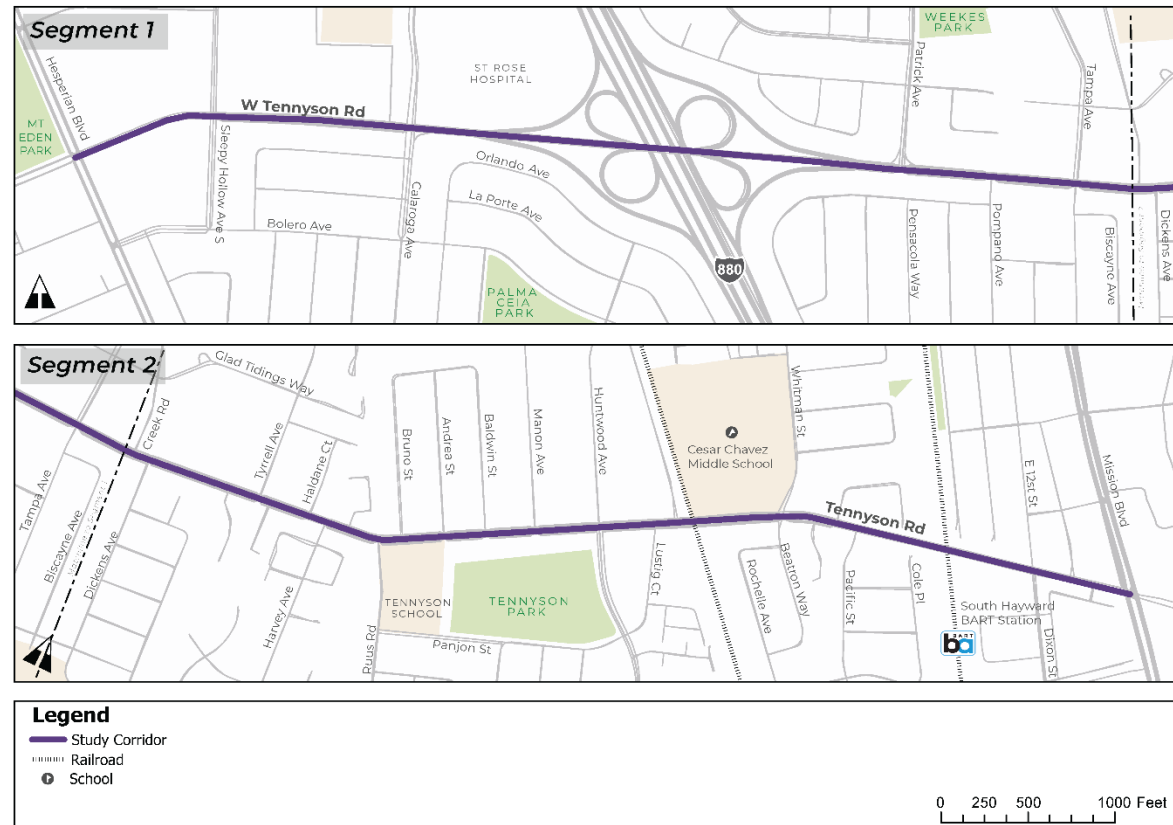 Segment 1
WEEKES
PARK
Hesperian Blvd
ST ROSE
HOSPITAL
Patrick Ave
Tampa Ave
W Tennyson Rd
MT
EDEN
PARK
Sleepy Hollow Ave S
Calaroga Ave
Orlando Ave
La Porte Ave
Bolero Ave
Pensacola Way
Pompano Ave
Biscayne Ave
Dickens Ave
880
PALMA
CEIA
PARK
Segment 2
Glad Tidings Way
Creek Rd
Tyrrell Ave
Haldane Ct
Bruno St
Andrea St
Baldwin St
Manon Ave
Huntwood Ave
Whitman St
Cesar Chavez
Middle School
E 12st St
Mission Blvd
Tampa Ave
Biscayne Ave
Dickens Ave
Tennyson Rd
Harvey Ave
Ruus Rd
TENNYSON
SCHOOL
TENNYSON
PARK
Panjon St
Lustig Ct
Rochelle Ave
Beatron Way
Pacific St
Cole Pl
South Hayward
BART Station
BART
ba
Dixon St
Legend
Study Corridor
Railroad
School
0 250 500 1000 Feet